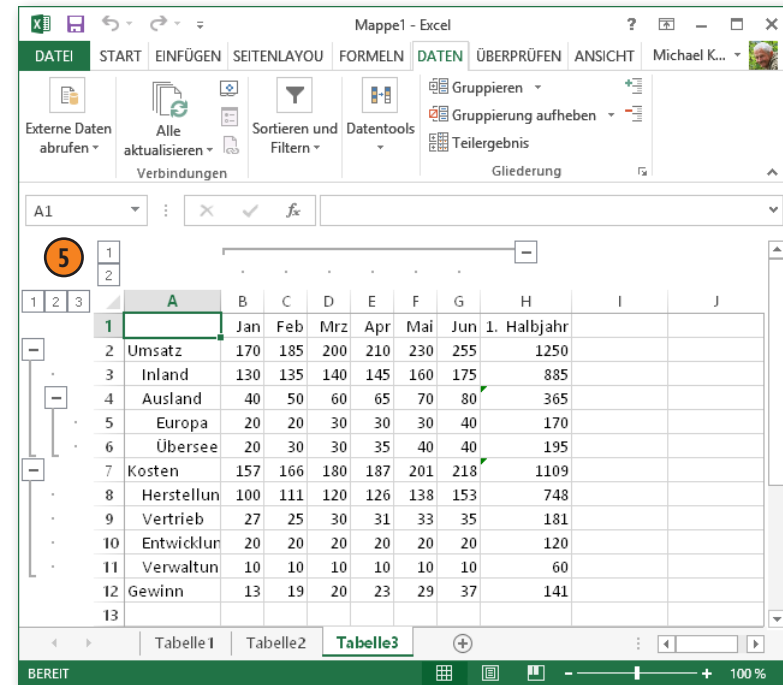 Mappe1 - Excel
DATEI START EINFÜGEN SEITENLAYOU FORMELN DATEN ÜBERPRÜFEN ANSICHT Michael K...
Externe Daten abrufen
Alle aktualisieren
Verbindungen
Sortieren und Filtern
Datentools
Gruppieren
Gruppierung aufheben
Teilergebnis
Gliederung
A1 fx
5
1
2
1 2 3
A B C D E F G H I J
1 Jan Feb Mrz Apr Mai Jun 1. Halbjahr
2 Umsatz 170 185 200 210 230 255 1250
3 Inland 130 135 140 145 160 175 885
4 Ausland 40 50 60 65 70 80 365
5 Europa 20 20 30 30 30 40 170
6 Übersee 20 30 30 35 40 40 195
7 Kosten 157 166 180 187 201 218 1109
8 Herstellun 100 111 120 126 138 153 748
9 Vertrieb 27 25 30 31 33 35 181
10 Entwicklun 20 20 20 20 20 20 120
11 Verwaltun 10 10 10 10 10 10 60
12 Gewinn 13 19 20 23 29 37 141
13
Tabelle1 Tabelle2 Tabelle3
BEREIT 100 %